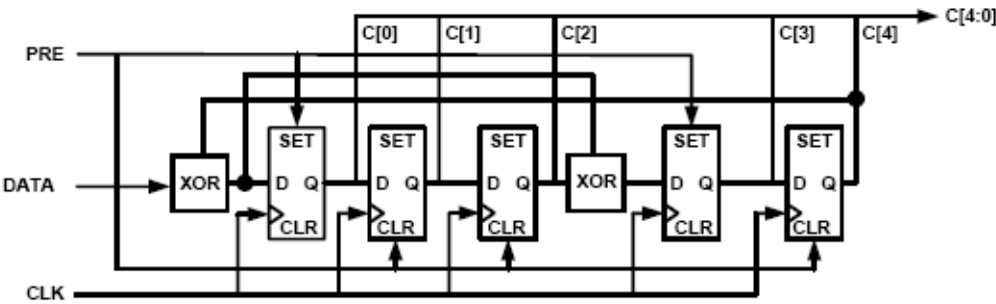 C[4:0]
C[0] C[1] C[2] C[3] C[4]
PRE
SET SET SET SET SET
DATA XOR D Q D Q D Q XOR D Q D Q
CLR CLR CLR CLR CLR
CLK